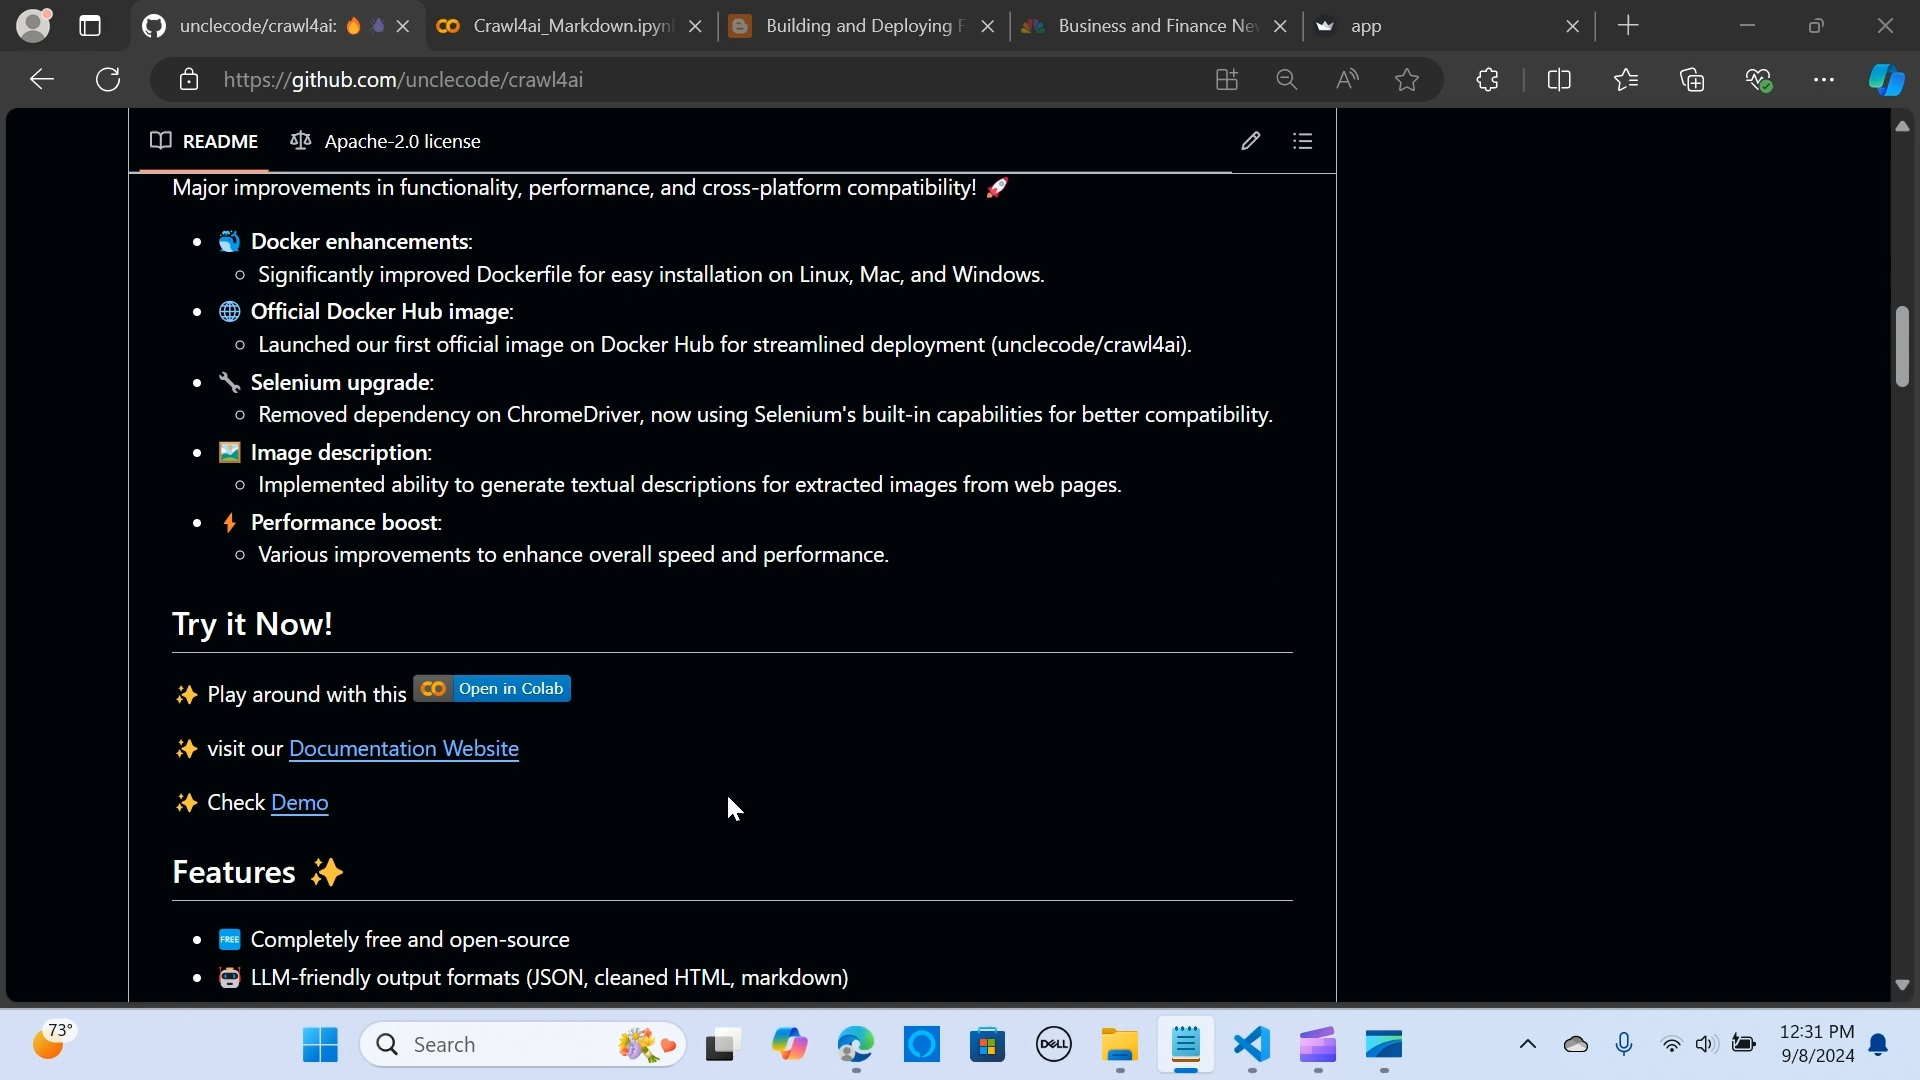 unclecode/crawl4ai:
Crawl4ai_Markdown.ipyn
Building and Deploying F
Business and Finance Ne
app
https://github.com/unclecode/crawl4ai
README
Apache-2.0 license
Major improvements in functionality, performance, and cross-platform compatibility! 🚀
Docker enhancements:
Significantly improved Dockerfile for easy installation on Linux, Mac, and Windows.
Official Docker Hub image:
Launched our first official image on Docker Hub for streamlined deployment (unclecode/crawl4ai).
Selenium upgrade:
Removed dependency on ChromeDriver, now using Selenium's built-in capabilities for better compatibility.
Image description:
Implemented ability to generate textual descriptions for extracted images from web pages.
Performance boost:
Various improvements to enhance overall speed and performance.
Try it Now!
✨ Play around with this Open in Colab
✨ visit our Documentation Website
✨ Check Demo
Features ✨
FREE Completely free and open-source
LLM-friendly output formats (JSON, cleaned HTML, markdown)
73°
Search
DELL
12:31 PM
9/8/2024